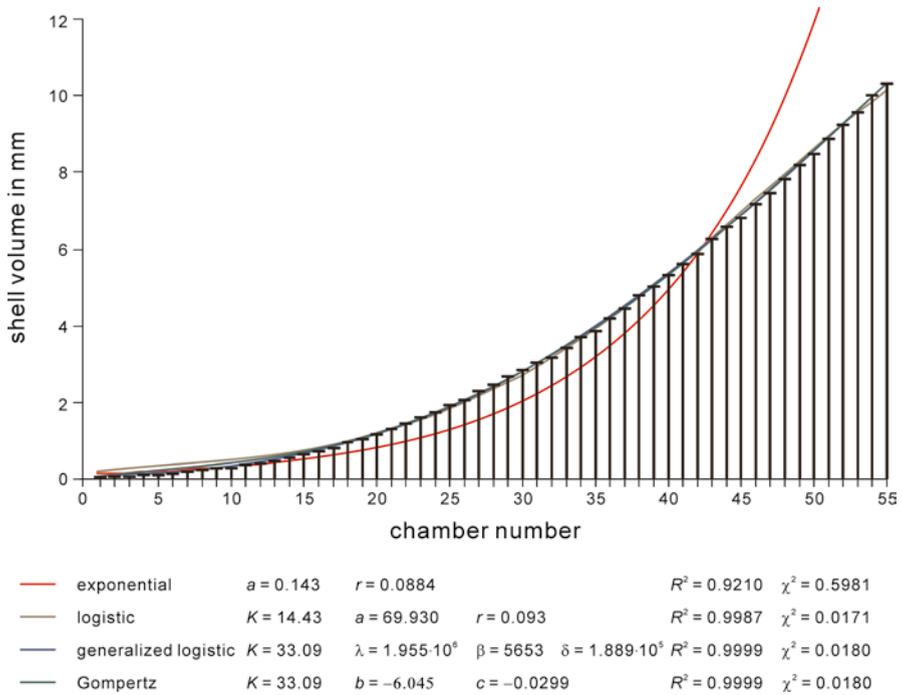 12
10
8
6
4
2
0
shell volume in mm
0 5 10 15 20 25 30 35 40 45 50 55
chamber number
exponential a = 0.143 r = 0.0884 R² = 0.9210 χ² = 0.5981
logistic K = 14.43 a = 69.930 r = 0.093 R² = 0.9987 χ² = 0.0171
generalized logistic K = 33.09 λ = 1.955·10⁶ β = 5653 δ = 1.889·10⁵ R² = 0.9999 χ² = 0.0180
Gompertz K = 33.09 b = −6.045 c = −0.0299 R² = 0.9999 χ² = 0.0180